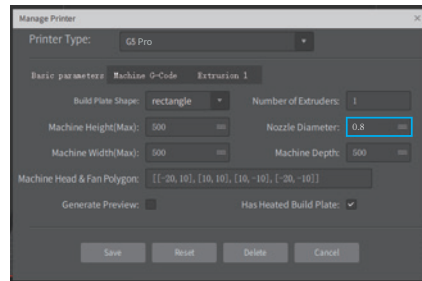 Manage Printer ×
Printer Type: G5 Pro
Basic parameters Machine G-Code Extrusion 1
Build Plate Shape: rectangle Number of Extruders: 1
Machine Height(Max): 500 mm Nozzle Diameter: 0.8 mm
Machine Width(Max): 500 mm Machine Depth: 500 mm
Machine Head & Fan Polygon: [[-20, 10], [10, 10], [10, -10], [-20, -10]]
Generate Preview: Has Heated Build Plate:
Save Reset Delete Cancel